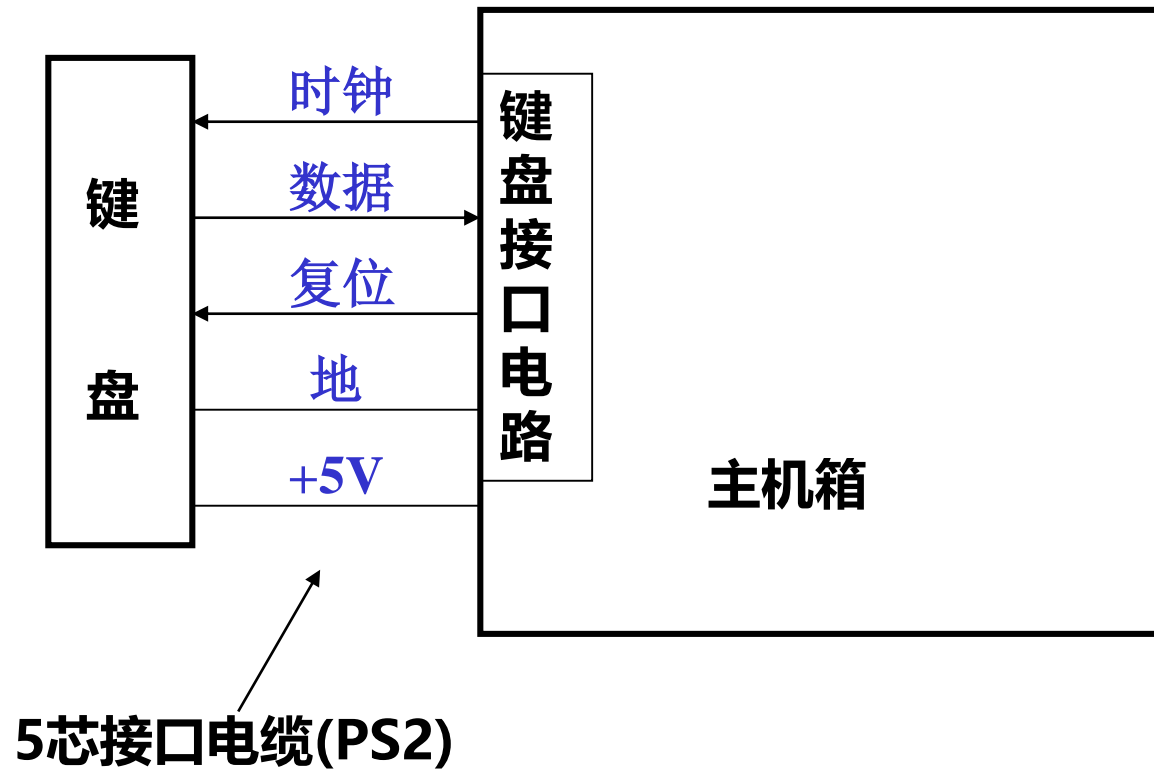 键盘
时钟
数据
复位
地
+5V
键盘接口电路
主机箱
5芯接口电缆(PS2)